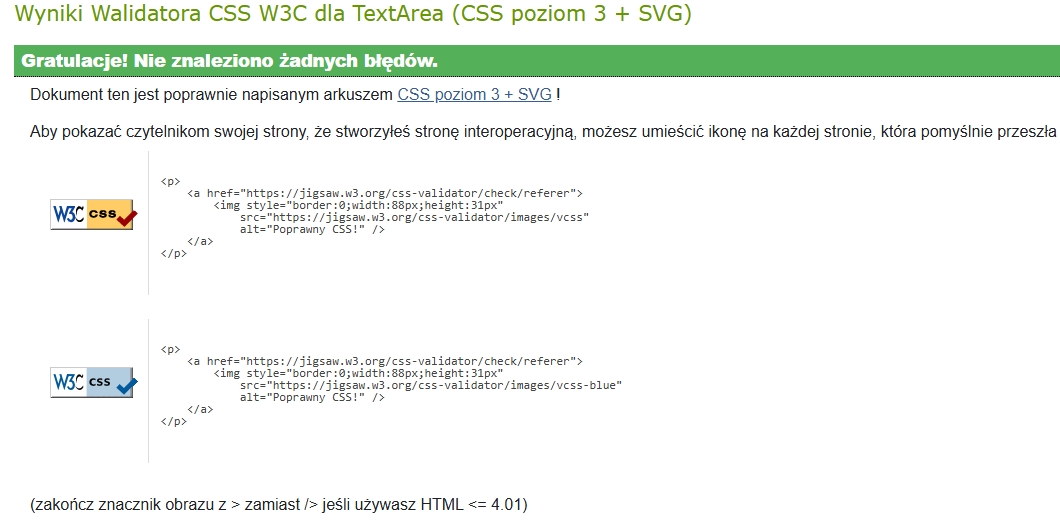 Wyniki Walidatora CSS W3C dla TextArea (CSS poziom 3 + SVG)
Gratulacje! Nie znaleziono żadnych błędów.
Dokument ten jest poprawnie napisanym arkuszem CSS poziom 3 + SVG !
Aby pokazać czytelnikom swojej strony, że stworzyłeś stronę interoperacyjną, możesz umieścić ikonę na każdej stronie, która pomyślnie przeszła
W3C css
<p>
<a href="https://jigsaw.w3.org/css-validator/check/referer">
<img style="border:0;width:88px;height:31px"
src="https://jigsaw.w3.org/css-validator/images/vcss"
alt="Poprawny CSS!" />
</a>
</p>
W3C css
<p>
<a href="https://jigsaw.w3.org/css-validator/check/referer">
<img style="border:0;width:88px;height:31px"
src="https://jigsaw.w3.org/css-validator/images/vcss-blue"
alt="Poprawny CSS!" />
</a>
</p>
(zakończ znacznik obrazu z > zamiast /> jeśli używasz HTML <= 4.01)